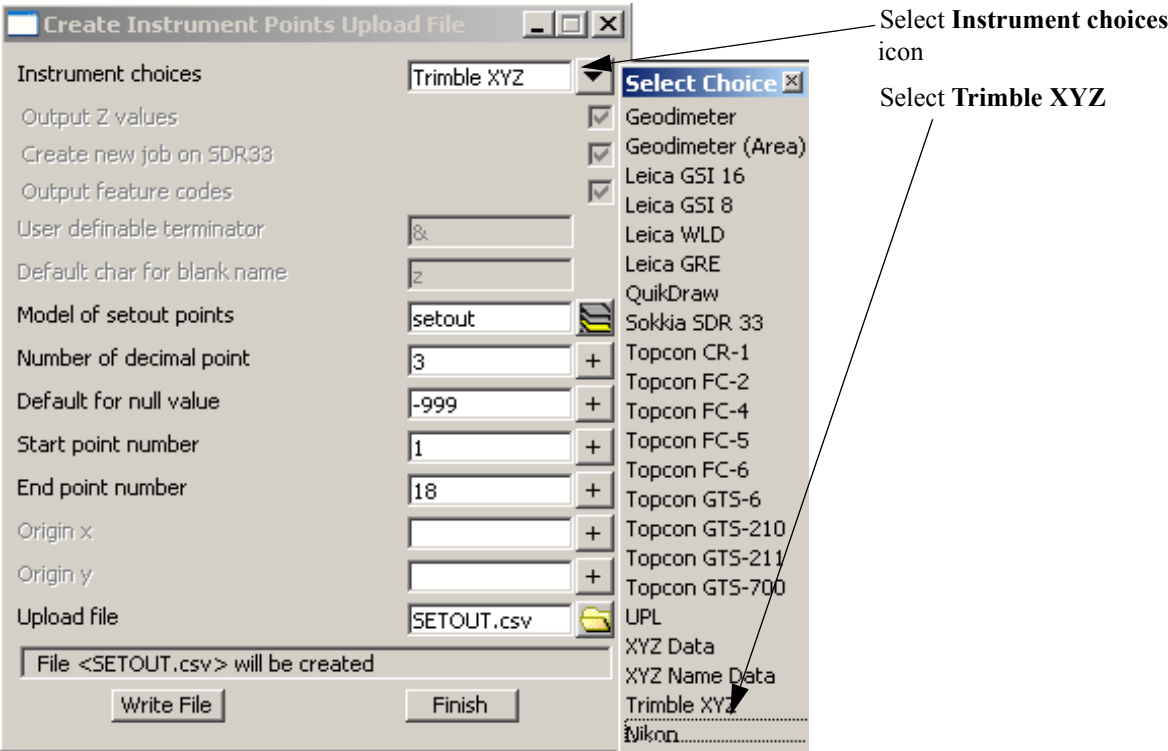 Create Instrument Points Upload File
Instrument choices
Trimble XYZ
Output Z values
Create new job on SDR33
Output feature codes
User definable terminator
&
Default char for blank name
z
Model of setout points
setout
Number of decimal point
3
+
Default for null value
-999
+
Start point number
1
+
End point number
18
+
Origin x
+
Origin y
+
Upload file
SETOUT.csv
File <SETOUT.csv> will be created
Write File
Finish
Select Choice
Geodimeter
Geodimeter (Area)
Leica GSI 16
Leica GSI 8
Leica WLD
Leica GRE
QuikDraw
Sokkia SDR 33
Topcon CR-1
Topcon FC-2
Topcon FC-4
Topcon FC-5
Topcon FC-6
Topcon GTS-6
Topcon GTS-210
Topcon GTS-211
Topcon GTS-700
UPL
XYZ Data
XYZ Name Data
Trimble XYZ
Nikon
Select Instrument choices
icon
Select Trimble XYZ